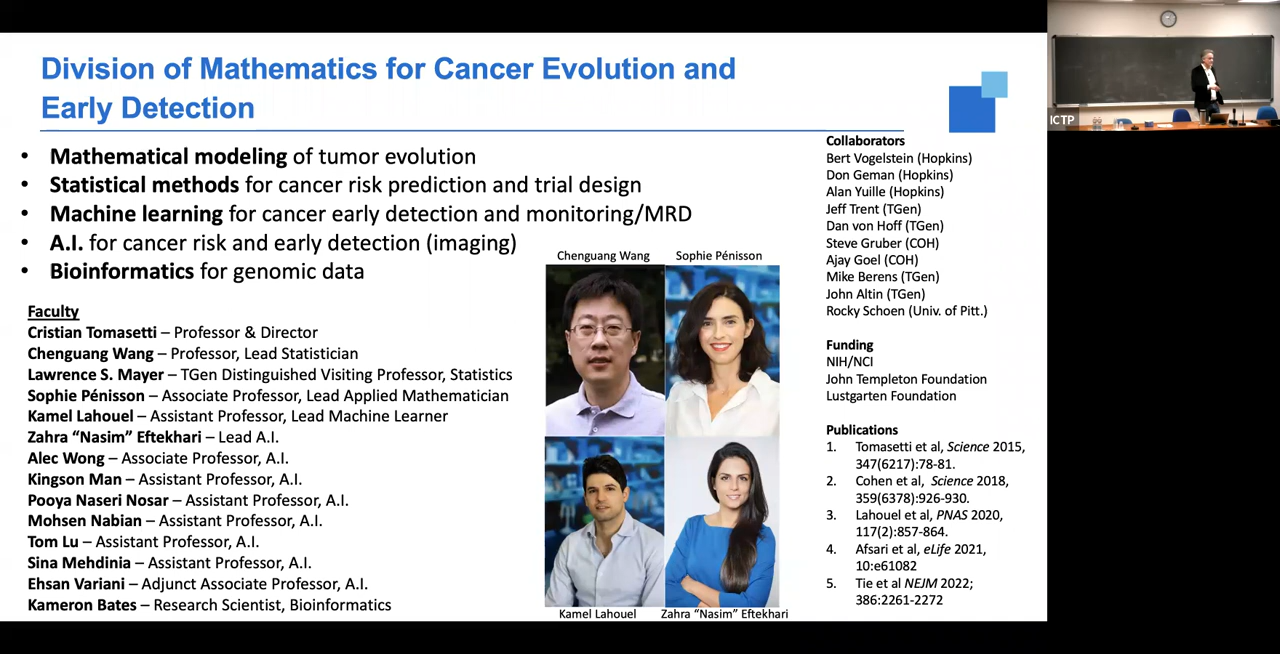 Division of Mathematics for Cancer Evolution and
Early Detection
• Mathematical modeling of tumor evolution
• Statistical methods for cancer risk prediction and trial design
• Machine learning for cancer early detection and monitoring/MRD
• A.I. for cancer risk and early detection (imaging)
• Bioinformatics for genomic data
Faculty
Cristian Tomasetti – Professor & Director
Chenguang Wang – Professor, Lead Statistician
Lawrence S. Mayer – TGen Distinguished Visiting Professor, Statistics
Sophie Pénisson – Associate Professor, Lead Applied Mathematician
Kamel Lahouel – Assistant Professor, Lead Machine Learner
Zahra “Nasim” Eftekhari – Lead A.I.
Alec Wong – Associate Professor, A.I.
Kingson Man – Assistant Professor, A.I.
Pooya Naseri Nosar – Assistant Professor, A.I.
Mohsen Nabian – Assistant Professor, A.I.
Tom Lu – Assistant Professor, A.I.
Sina Mehdinia – Assistant Professor, A.I.
Ehsan Variani – Adjunct Associate Professor, A.I.
Kameron Bates – Research Scientist, Bioinformatics
Chenguang Wang
Sophie Pénisson
Kamel Lahouel
Zahra “Nasim” Eftekhari
Collaborators
Bert Vogelstein (Hopkins)
Don Geman (Hopkins)
Alan Yuille (Hopkins)
Jeff Trent (TGen)
Dan von Hoff (TGen)
Steve Gruber (COH)
Ajay Goel (COH)
Mike Berens (TGen)
John Altin (TGen)
Rocky Schoen (Univ. of Pitt.)
Funding
NIH/NCI
John Templeton Foundation
Lustgarten Foundation
Publications
1. Tomasetti et al, Science 2015,
347(6217):78-81.
2. Cohen et al, Science 2018,
359(6378):926-930.
3. Lahouel et al, PNAS 2020,
117(2):857-864.
4. Afsari et al, eLife 2021,
10:e61082
5. Tie et al NEJM 2022;
386:2261-2272
ICTP